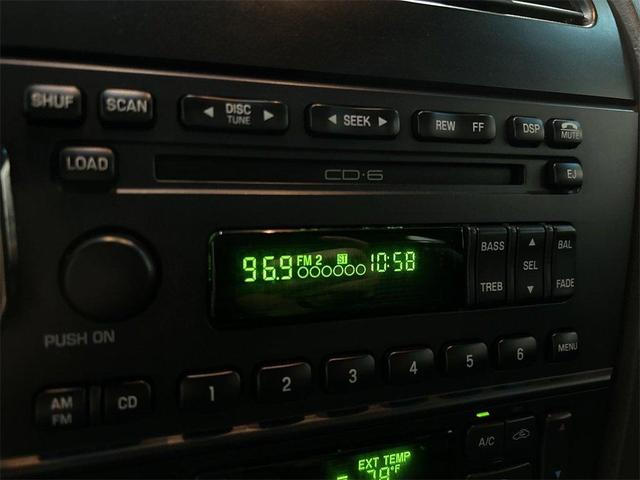 SHUF SCAN DISC TUNE SEEK REW FF DSP MUTE
LOAD CD·6 EJ
96.9 FM 2 ST 10:58
BASS SEL BAL
TREB FADE
PUSH ON
1 2 3 4 5 6 MENU
AM FM CD
A/C
EXT TEMP
78°F